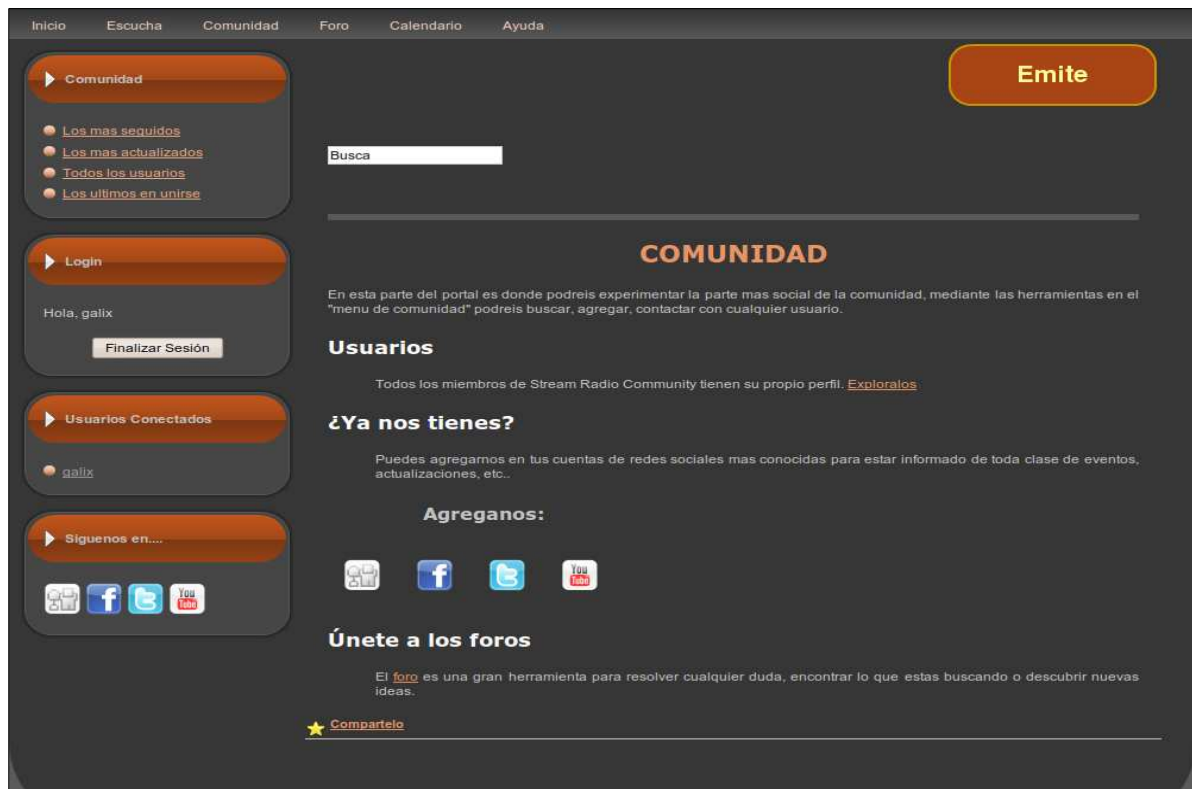 Inicio Escucha Comunidad Foro Calendario Ayuda
Emite
Comunidad
Los mas seguidos
Los mas actualizados
Todos los usuarios
Los ultimos en unirse
Login
Hola, galix
Finalizar Sesión
Usuarios Conectados
galix
Siguenos en....
You
Tube
Busca
COMUNIDAD
En esta parte del portal es donde podreis experimentar la parte mas social de la comunidad, mediante las herramientas en el
"menu de comunidad" podreis buscar, agregar, contactar con cualquier usuario.
Usuarios
Todos los miembros de Stream Radio Community tienen su propio perfil. Exploralos
¿Ya nos tienes?
Puedes agregarnos en tus cuentas de redes sociales mas conocidas para estar informado de toda clase de eventos,
actualizaciones, etc..
Agreganos:
You
Tube
Únete a los foros
El foro es una gran herramienta para resolver cualquier duda, encontrar lo que estas buscando o descubrir nuevas
ideas.
Compartelo